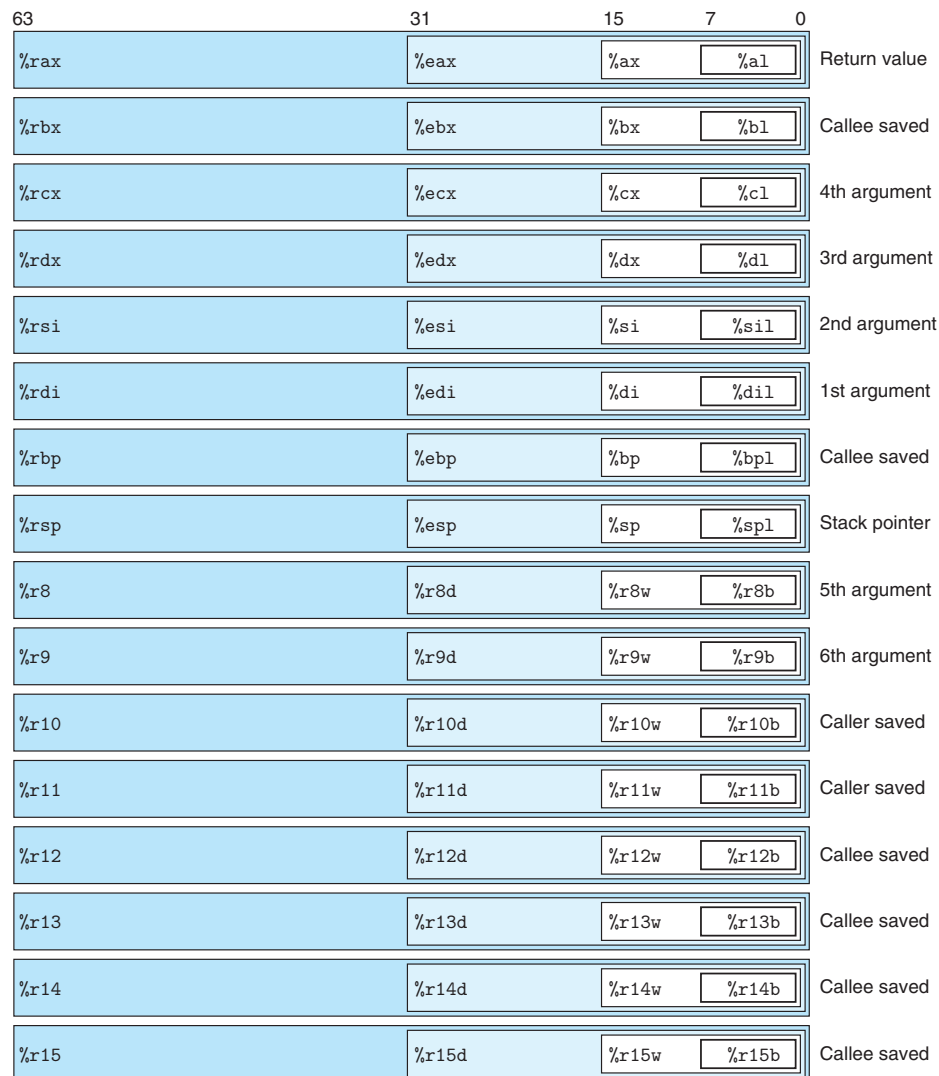 63 31 15 7 0
%rax %eax %ax %al Return value
%rbx %ebx %bx %bl Callee saved
%rcx %ecx %cx %cl 4th argument
%rdx %edx %dx %dl 3rd argument
%rsi %esi %si %sil 2nd argument
%rdi %edi %di %dil 1st argument
%rbp %ebp %bp %bpl Callee saved
%rsp %esp %sp %spl Stack pointer
%r8 %r8d %r8w %r8b 5th argument
%r9 %r9d %r9w %r9b 6th argument
%r10 %r10d %r10w %r10b Caller saved
%r11 %r11d %r11w %r11b Caller saved
%r12 %r12d %r12w %r12b Callee saved
%r13 %r13d %r13w %r13b Callee saved
%r14 %r14d %r14w %r14b Callee saved
%r15 %r15d %r15w %r15b Callee saved